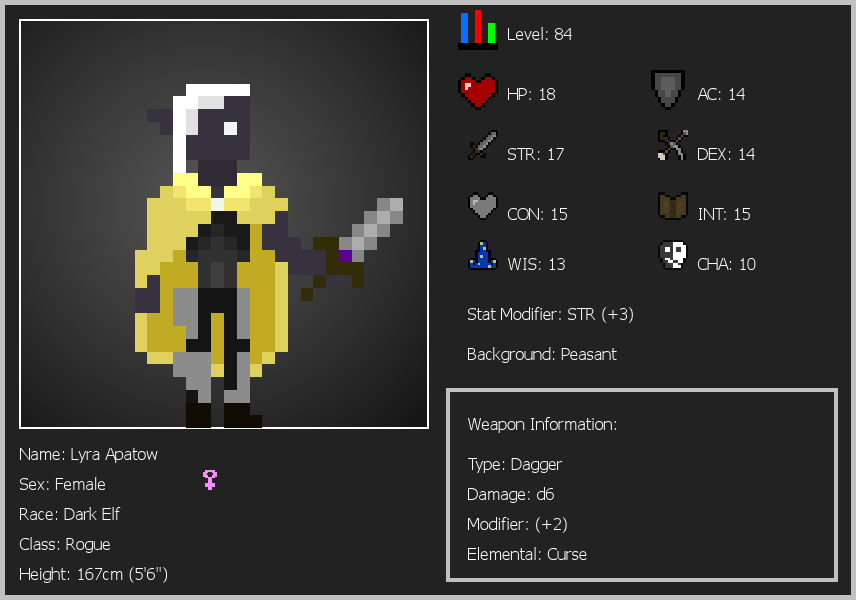 Level: 84
HP: 18
AC: 14
STR: 17
DEX: 14
CON: 15
INT: 15
WIS: 13
CHA: 10
Stat Modifier: STR (+3)
Background: Peasant
Weapon Information:
Type: Dagger
Damage: d6
Modifier: (+2)
Elemental: Curse
Name: Lyra Apatow
Sex: Female
Race: Dark Elf
Class: Rogue
Height: 167cm (5'6")